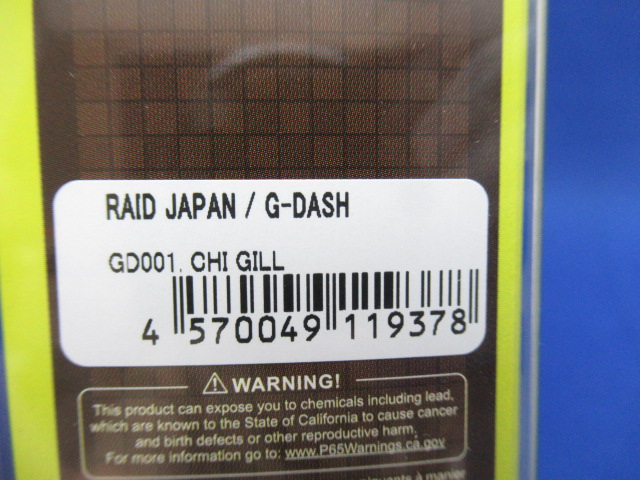 RAID JAPAN / G-DASH
GD001. CHI GILL
4 570049 119378
⚠ WARNING!
This product can expose you to chemicals including lead,
which are known to the State of California to cause cancer
and birth defects or other reproductive harm.
For more information go to: www.P65Warnings.ca.gov
à manier